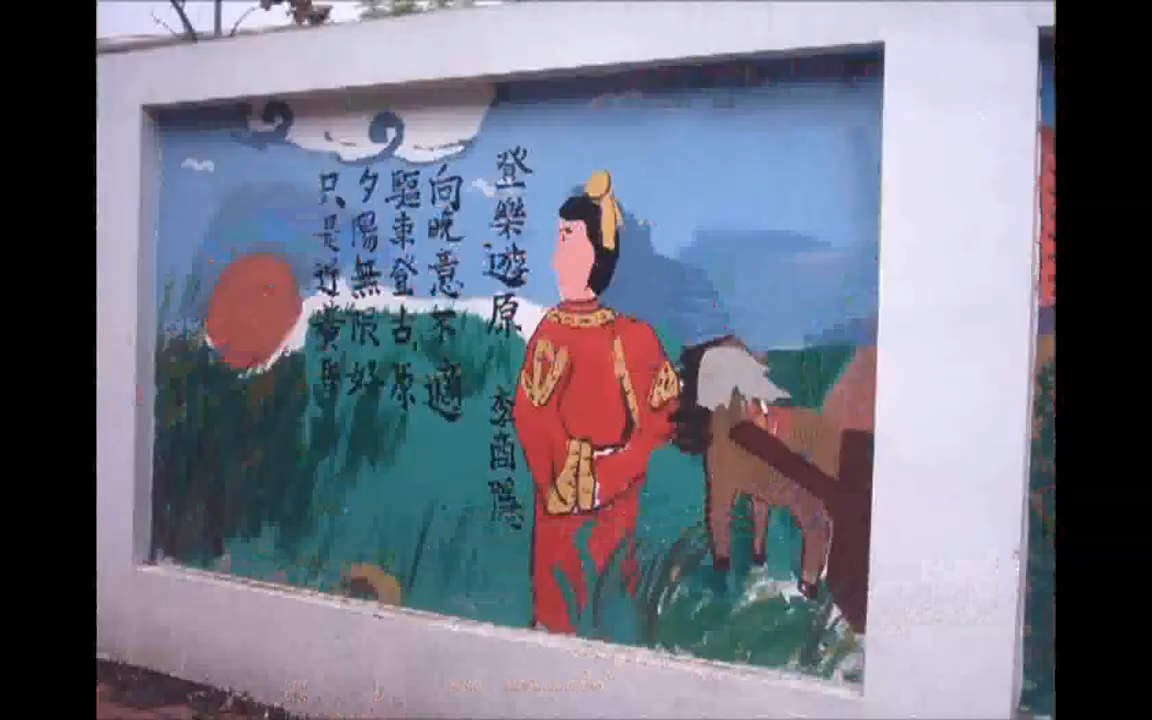 登樂遊原 李商隱
向晚意不適
驅車登古原
夕陽無限好
只是近黃昏